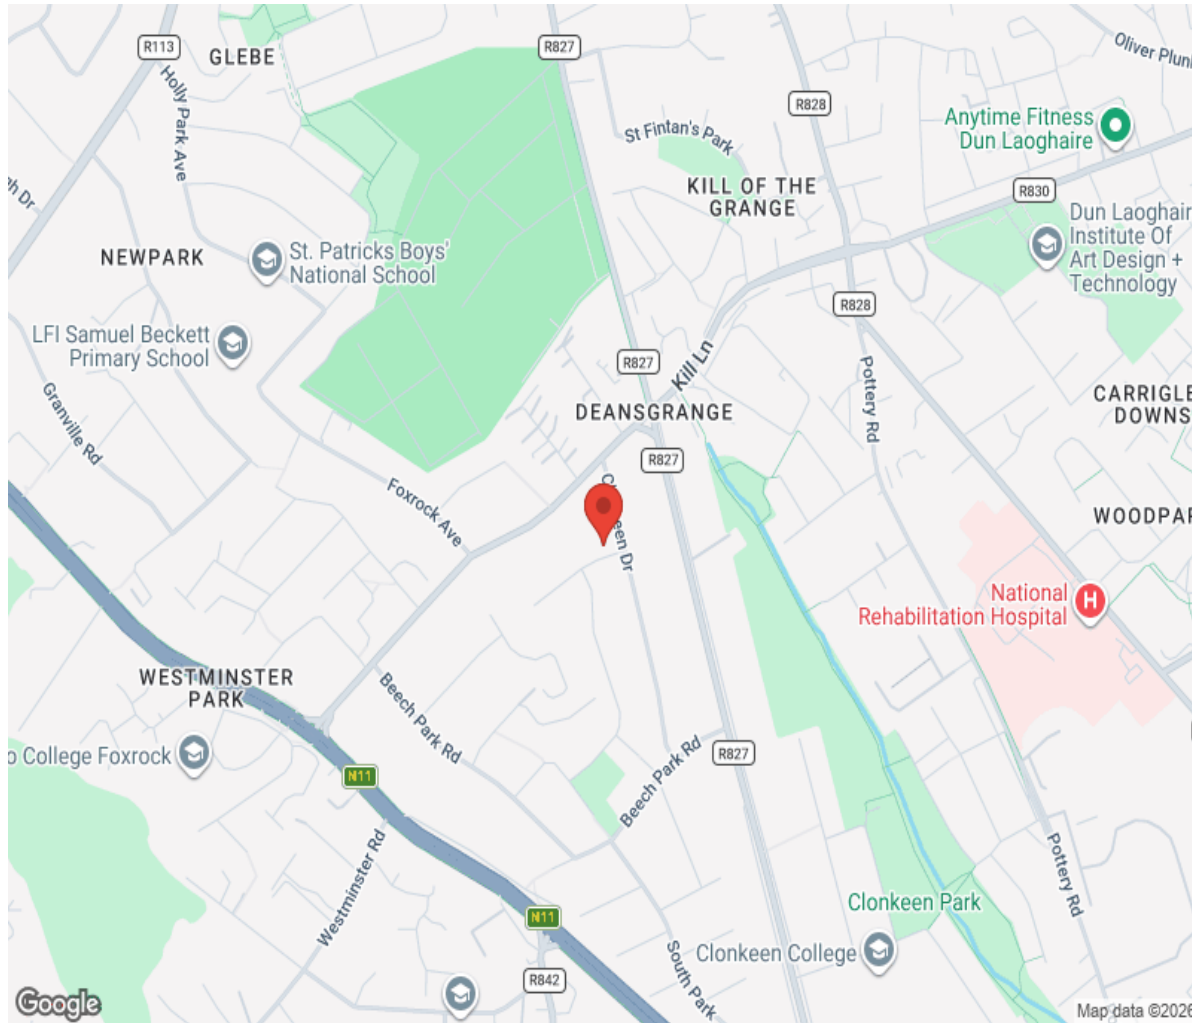 R113
GLEBE
R827
Oliver Plun
R828
Anytime Fitness
Dun Laoghaire
Holly Park Ave
St Fintan's Park
KILL OF THE
GRANGE
R830
Dun Laoghair
Institute Of
Art Design +
Technology
Dr
NEWPARK
St. Patricks Boys'
National School
R828
LFI Samuel Beckett
Primary School
R827
Kill Ln
Pottery Rd
Granville Rd
DEANSGRANGE
CARRIGLE
DOWNS
R827
Foxrock Ave
een Dr
WOODPAR
National
Rehabilitation Hospital
H
WESTMINSTER
PARK
Beech Park Rd
o College Foxrock
N11
R827
Beech Park Rd
Westminster Rd
Pottery Rd
Clonkeen Park
N11
Clonkeen College
South Park
R842
Google
Map data ©2026